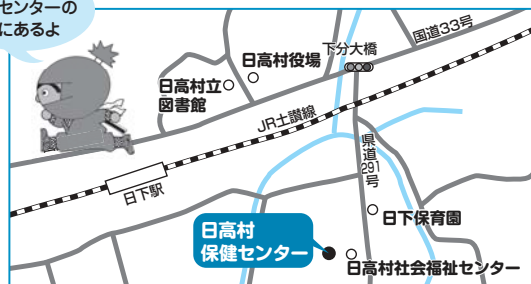 センターの
にあるよ
国道33号
下分大橋
日高村役場
日高村立
図書館
JR土讃線
県道291号
日下駅
日下保育園
日高村
保健センター
日高村社会福祉センター